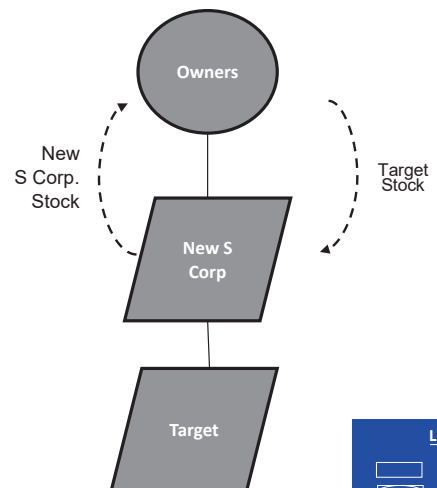 Owners
New
S Corp.
Stock
Target
Stock
New S
Corp
Target
L